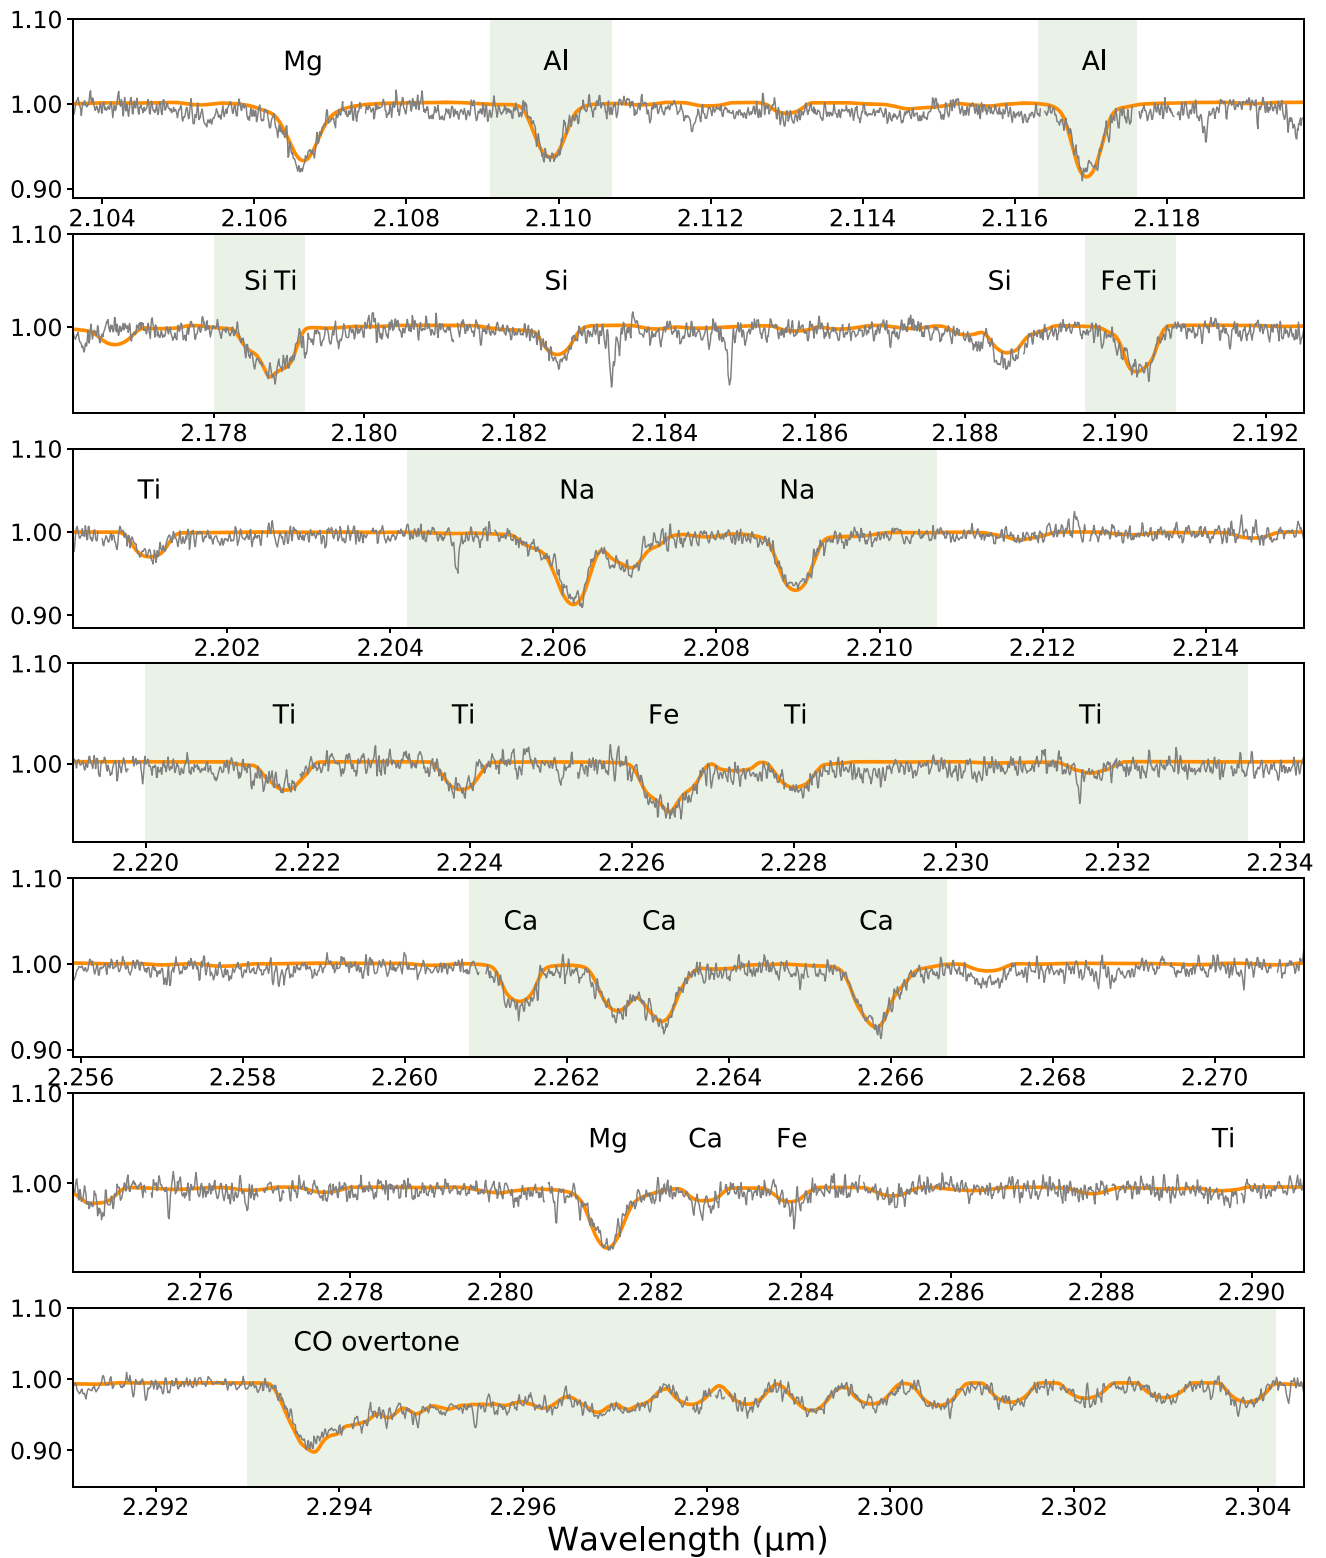 1.10
Mg Al Al
1.00
0.90
2.104 2.106 2.108 2.110 2.112 2.114 2.116 2.118
1.10
Si Ti Si Si Fe Ti
1.00
2.178 2.180 2.182 2.184 2.186 2.188 2.190 2.192
1.10
Ti Na Na
1.00
0.90
2.202 2.204 2.206 2.208 2.210 2.212 2.214
1.10
Ti Ti Fe Ti Ti
1.00
2.220 2.222 2.224 2.226 2.228 2.230 2.232 2.234
1.10
Ca Ca Ca
1.00
0.90
2.256 2.258 2.260 2.262 2.264 2.266 2.268 2.270
1.10
Mg Ca Fe Ti
1.00
2.276 2.278 2.280 2.282 2.284 2.286 2.288 2.290
1.10
CO overtone
1.00
0.90
2.292 2.294 2.296 2.298 2.300 2.302 2.304
Wavelength (μm)